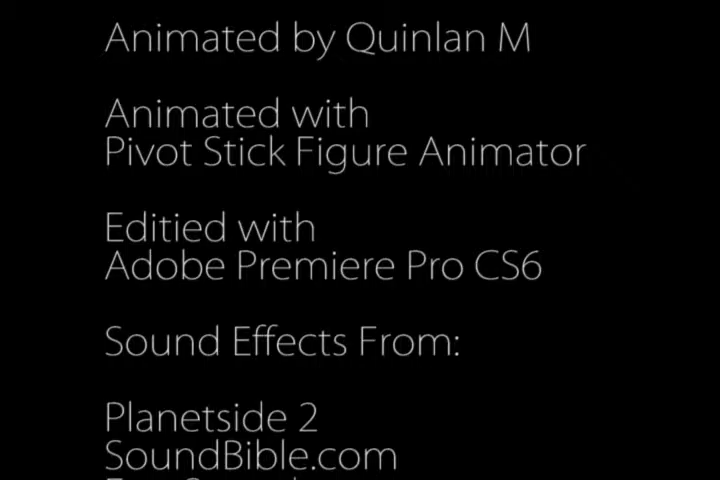 Animated by Quinlan M
Animated with
Pivot Stick Figure Animator
Editied with
Adobe Premiere Pro CS6
Sound Effects From:
Planetside 2
SoundBible.com